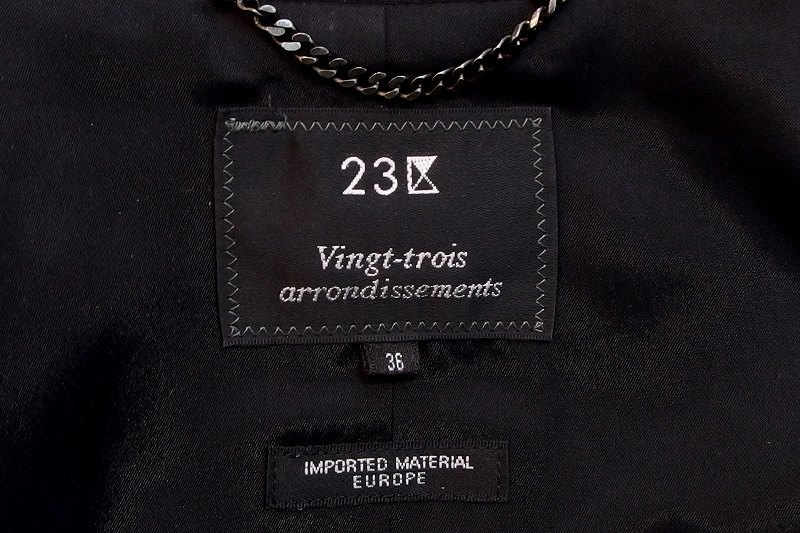 23区
Vingt-trois
arrondissements
36
IMPORTED MATERIAL
EUROPE